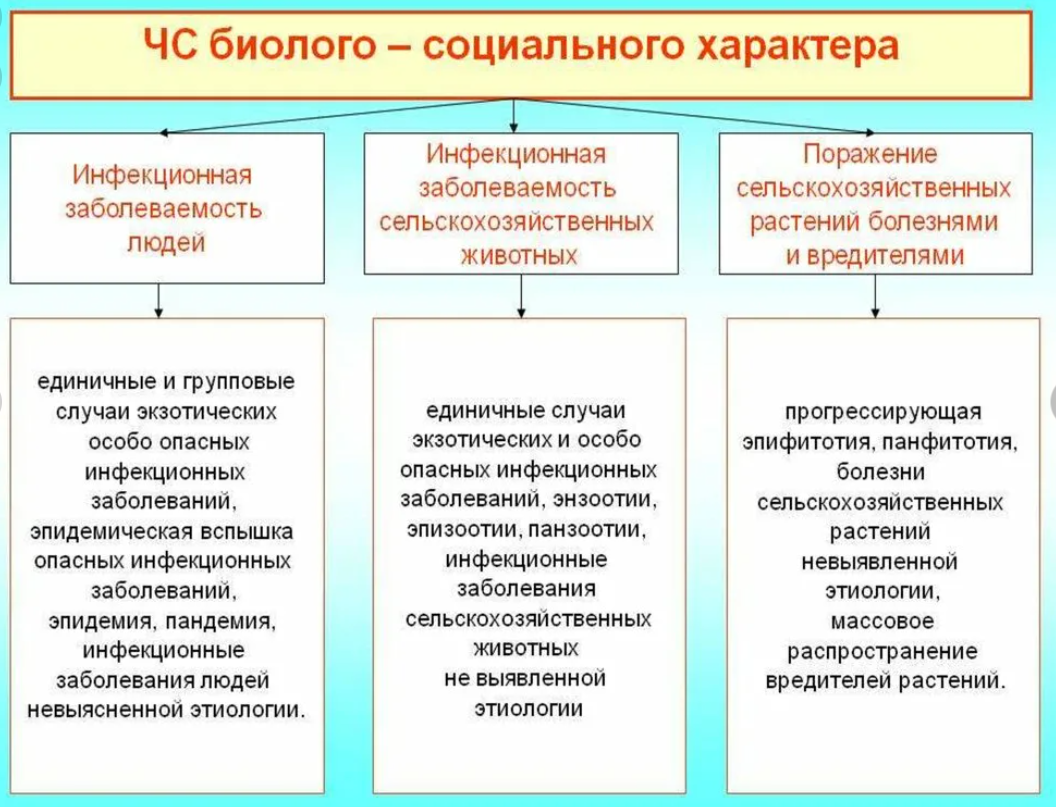 ЧС биолого – социального характера
Инфекционная
заболеваемость
людей
Инфекционная
заболеваемость
сельскохозяйственных
животных
Поражение
сельскохозяйственных
растений болезнями
и вредителями
единичные и групповые
случаи экзотических
особо опасных
инфекционных
заболеваний,
эпидемическая вспышка
опасных инфекционных
заболеваний,
эпидемия, пандемия,
инфекционные
заболевания людей
невыясненной этиологии.
единичные случаи
экзотических и особо
опасных инфекционных
заболеваний, энзоотии,
эпизоотии, панзоотии,
инфекционные
заболевания
сельскохозяйственных
животных
не выявленной
этиологии
прогрессирующая
эпифитотия, панфитотия,
болезни
сельскохозяйственных
растений
невыявленной
этиологии,
массовое
распространение
вредителей растений.